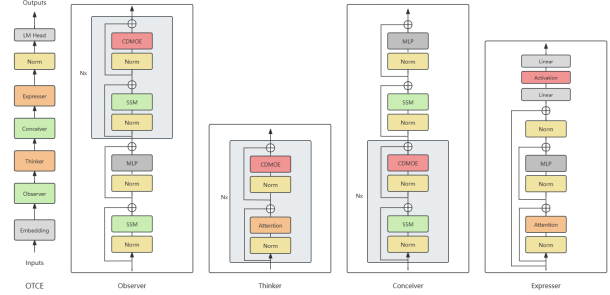 Outputs
LM Head
Norm
Expresser
Conceiver
Thinker
Observer
Embedding
Inputs
OTCE
CDMOE
Norm
Nx
SSM
Norm
MLP
Norm
SSM
Norm
Observer
CDMOE
Norm
Nx
Attention
Norm
Thinker
MLP
Norm
SSM
Norm
CDMOE
Norm
Nx
SSM
Norm
Conceiver
Linear
Activation
Linear
Norm
MLP
Norm
Attention
Norm
Expresser